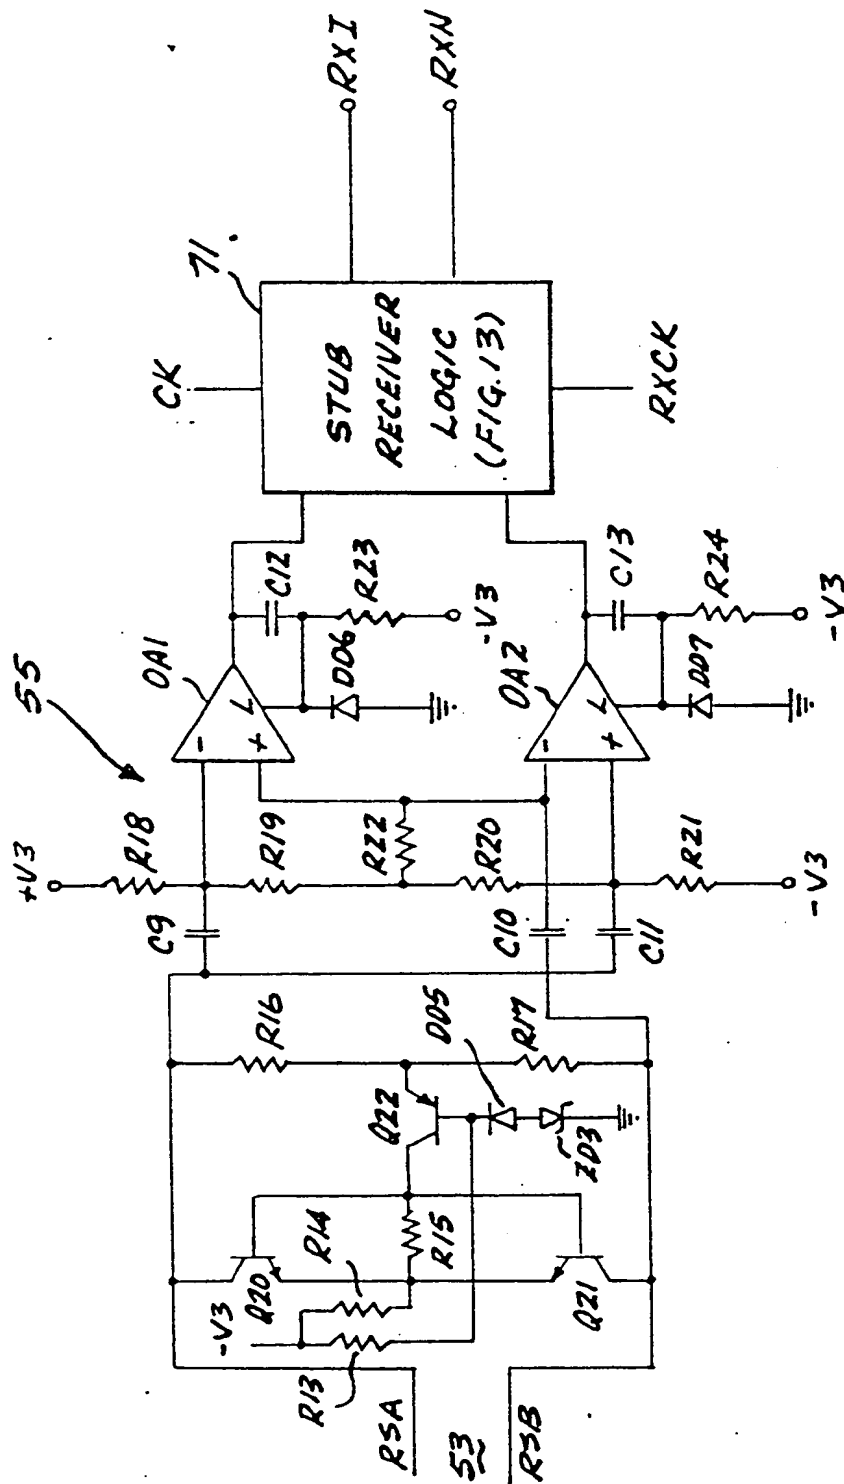 55
71
+V3
R18
OA1
CK
C9
R16
R19
C12
R23
STUB
RECEIVER
LOGIC
(FIG.13)
RXI
RXN
-V3
Q20
R14
R13
Q22
R22
DD6
-V3
RSA
R15
DD5
R20
OA2
RXCK
53
ZD3
C10
C13
RSB
Q21
R17
C11
R21
DD7
R24
-V3
-V3
-
+
L
-
+
L